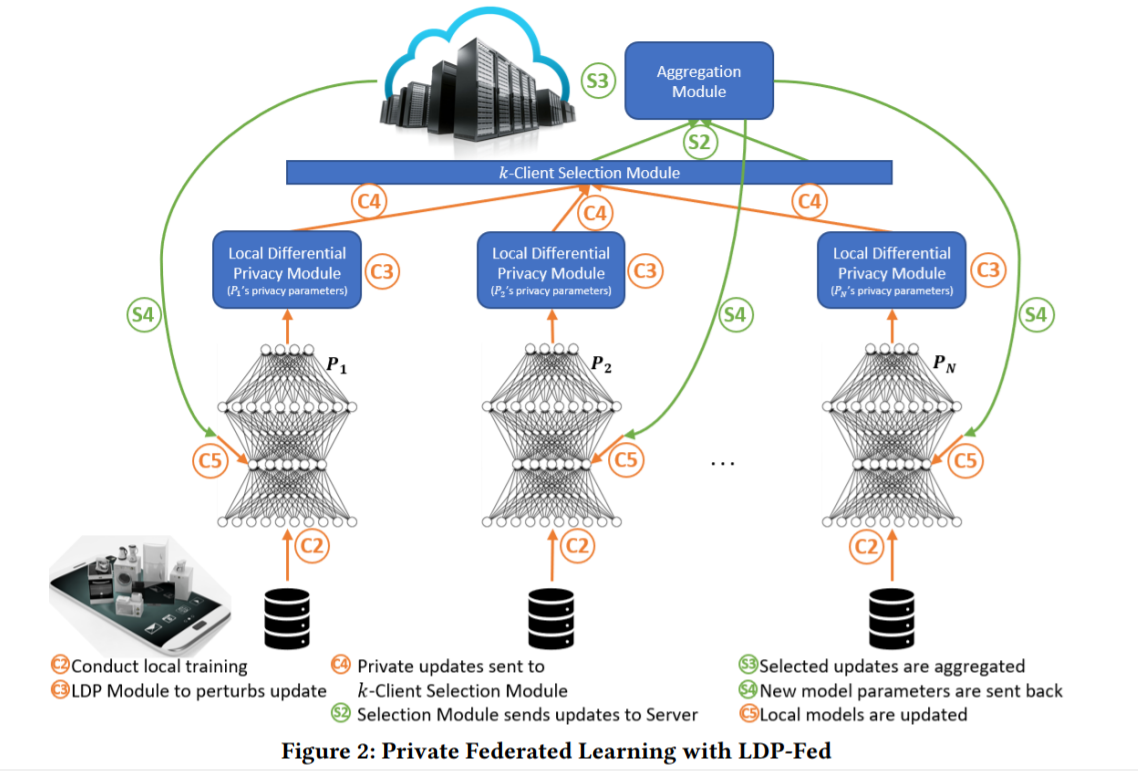 S3
Aggregation
Module
S2
k-Client Selection Module
C4
C4
C4
Local Differential
Privacy Module
(P₁'s privacy parameters)
C3
Local Differential
Privacy Module
(P₂'s privacy parameters)
C3
Local Differential
Privacy Module
(P_N's privacy parameters)
C3
S4
S4
S4
P₁
P₂
P_N
C5
C5
C5
...
C2
C2
C2
C2 Conduct local training
C3 LDP Module to perturbs update
C4 Private updates sent to
k-Client Selection Module
S2 Selection Module sends updates to Server
S3 Selected updates are aggregated
S4 New model parameters are sent back
C5 Local models are updated
Figure 2: Private Federated Learning with LDP-Fed